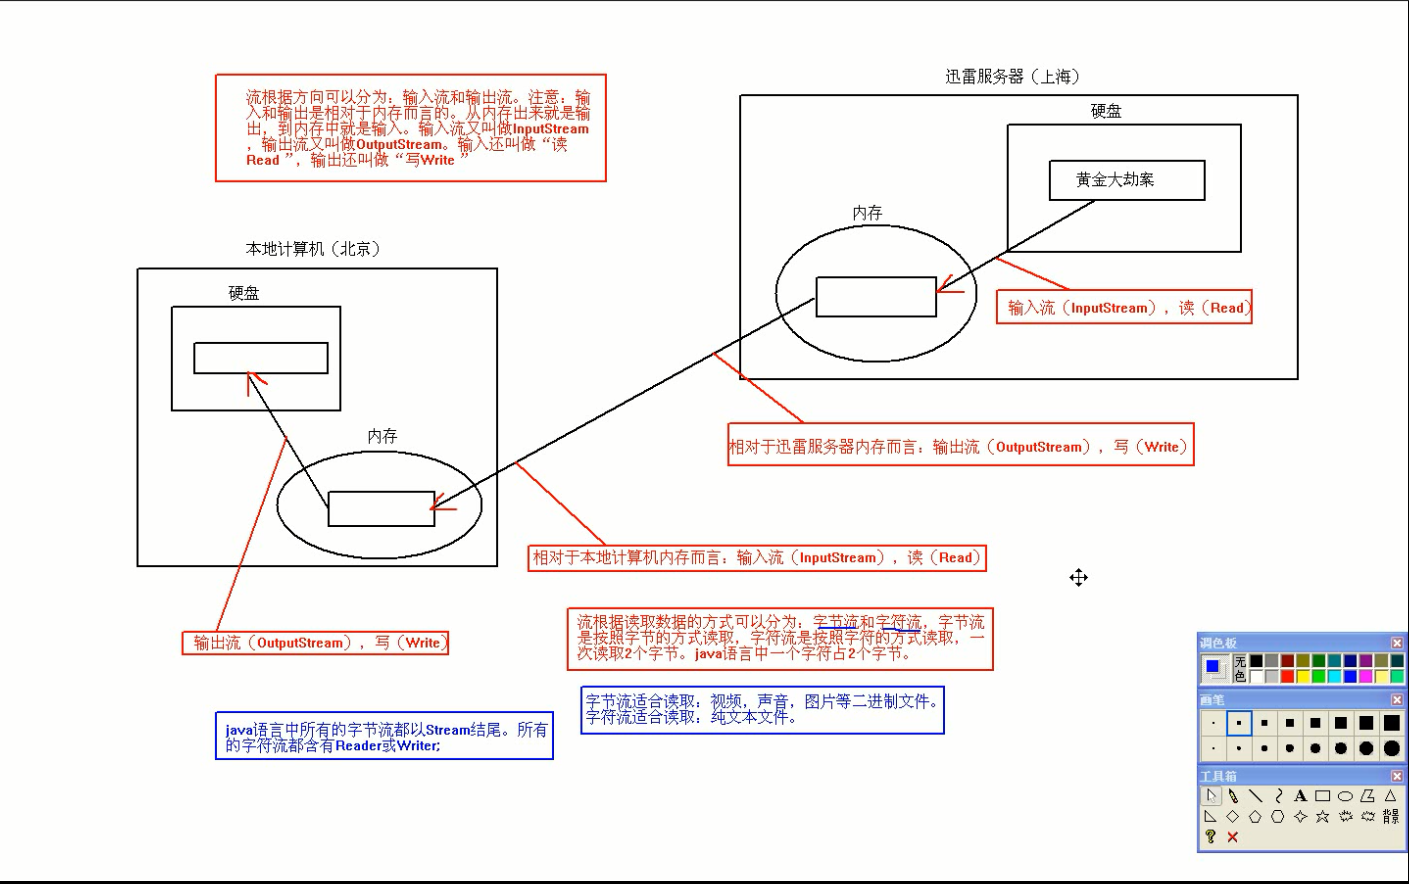 迅雷服务器（上海）
硬盘
黄金大劫案
流根据方向可以分为：输入流和输出流。注意：输
入和输出是相对于内存而言的。从内存出来就是输
出，到内存中就是输入。输入流又叫做InputStream
，输出流又叫做OutputStream。输入还叫做“读
Read ”，输出还叫做“写Write ”
内存
本地计算机（北京）
硬盘
输入流（InputStream），读（Read）
内存
相对于迅雷服务器内存而言：输出流（OutputStream），写（Write）
相对于本地计算机内存而言：输入流（InputStream），读（Read）
输出流（OutputStream），写（Write）
流根据读取数据的方式可以分为：字节流和字符流，字节流
是按照字节的方式读取，字符流是按照字符的方式读取，一
次读取2个字节。java语言中一个字符占2个字节。
字节流适合读取：视频，声音，图片等二进制文件。
字符流适合读取：纯文本文件。
java语言中所有的字节流都以Stream结尾。所有
的字符流都含有Reader或Writer;
调色板
无
色
画笔
工具箱
A
背景